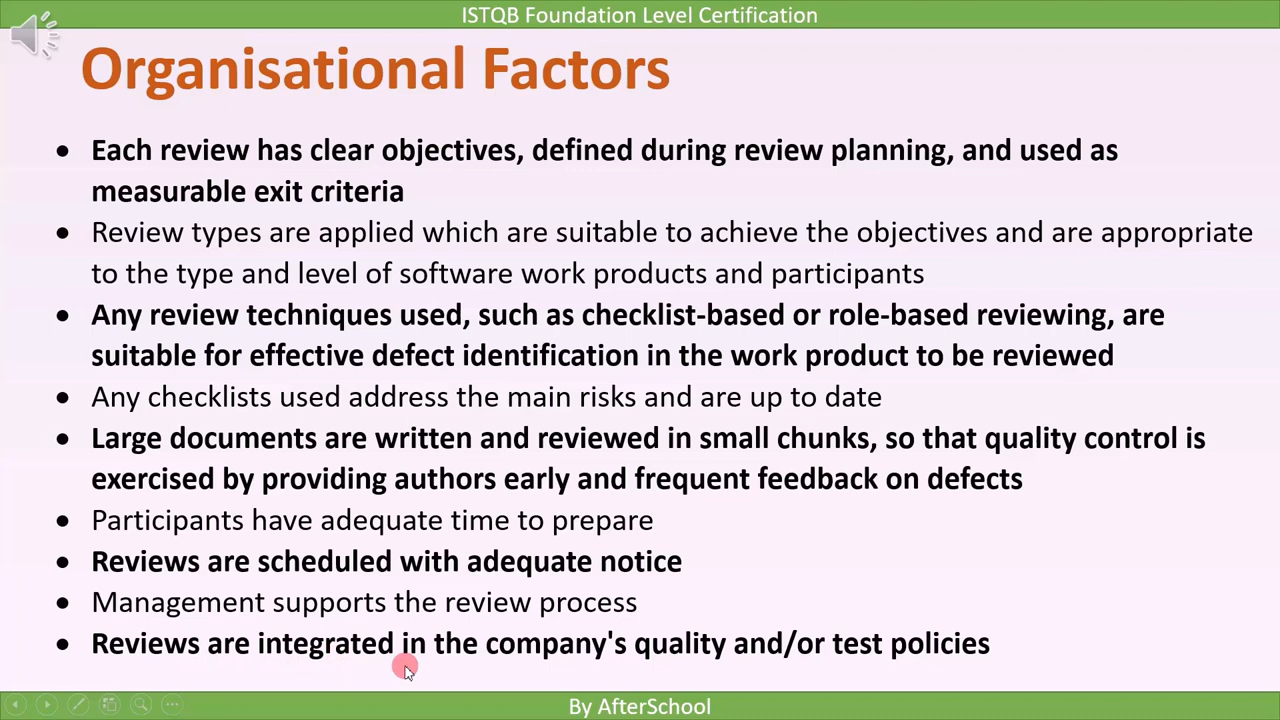 ISTQB Foundation Level Certification
Organisational Factors
• Each review has clear objectives, defined during review planning, and used as
measurable exit criteria
• Review types are applied which are suitable to achieve the objectives and are appropriate
to the type and level of software work products and participants
• Any review techniques used, such as checklist-based or role-based reviewing, are
suitable for effective defect identification in the work product to be reviewed
• Any checklists used address the main risks and are up to date
• Large documents are written and reviewed in small chunks, so that quality control is
exercised by providing authors early and frequent feedback on defects
• Participants have adequate time to prepare
• Reviews are scheduled with adequate notice
• Management supports the review process
• Reviews are integrated in the company's quality and/or test policies
By AfterSchool